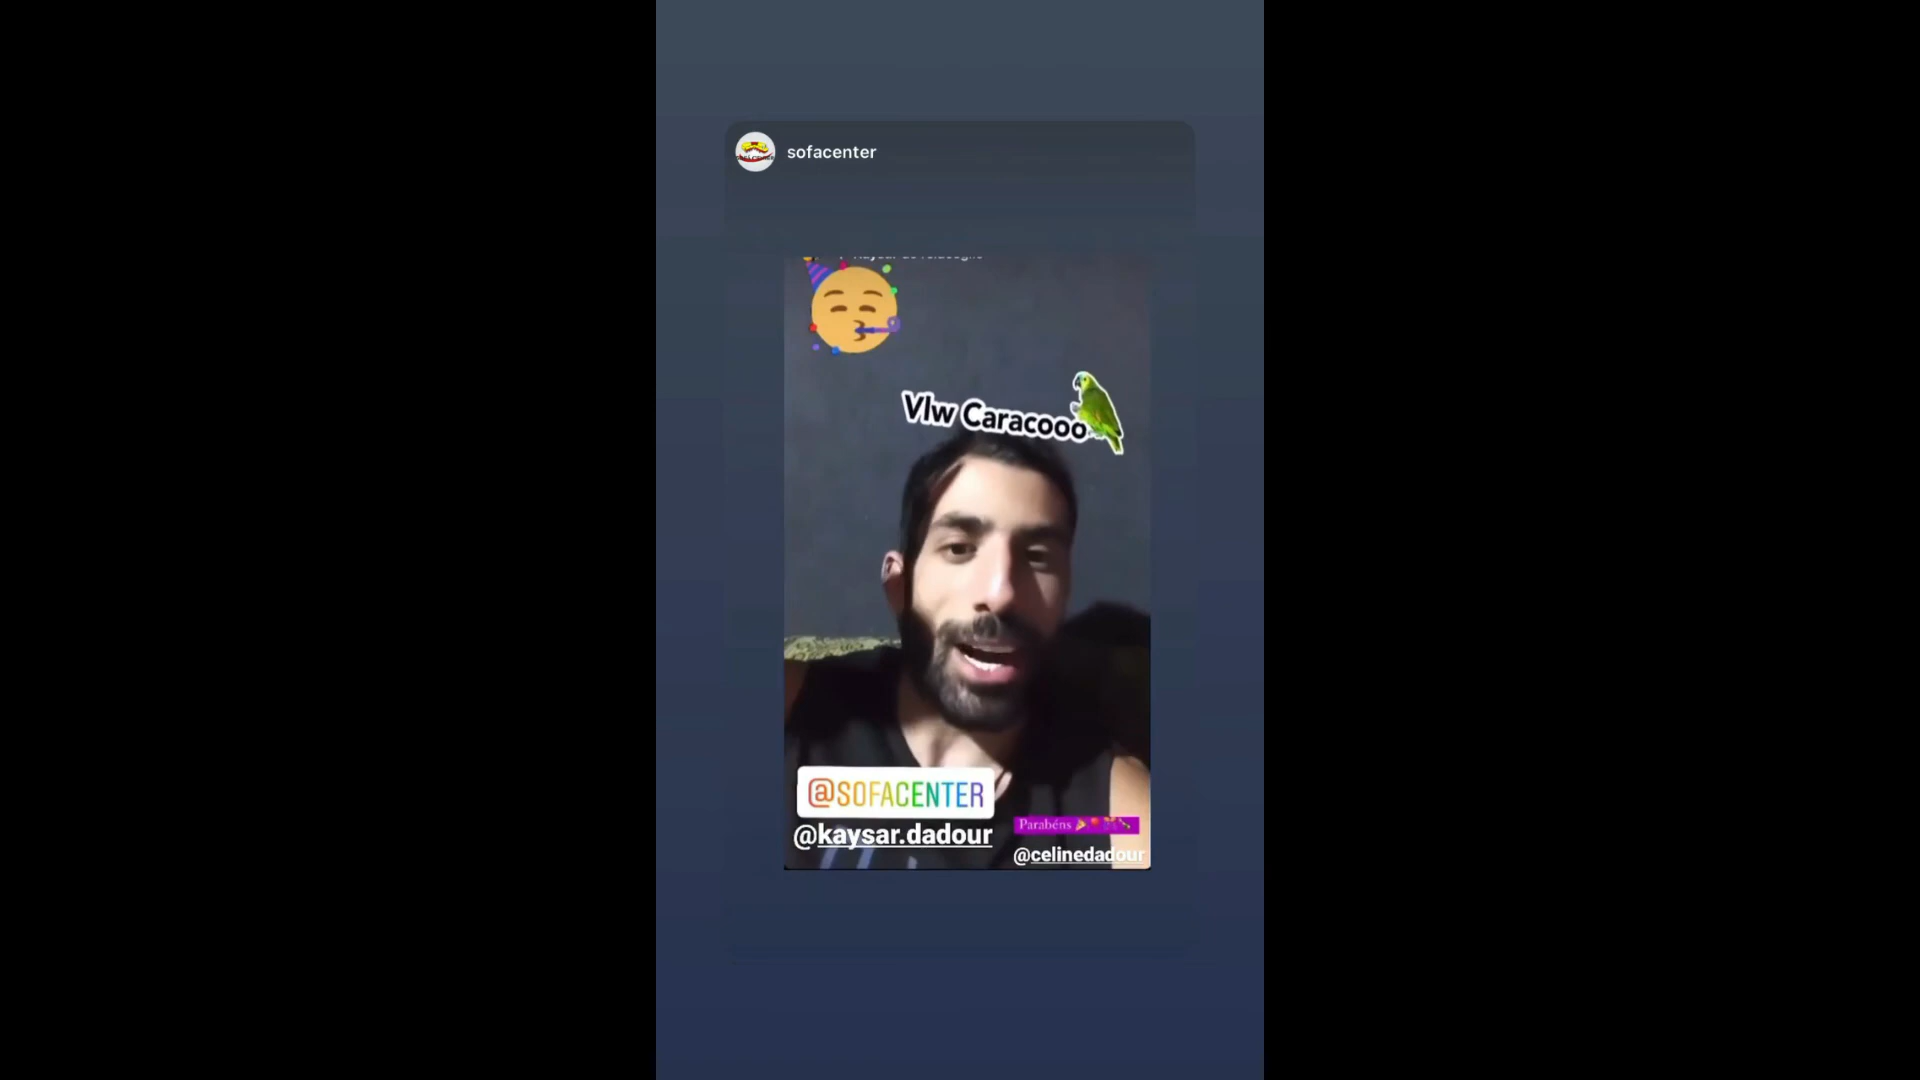 sofacenter
Vlw Caracooo
@SOFACENTER
@kaysar.dadour
Parabéns
@celinedadour